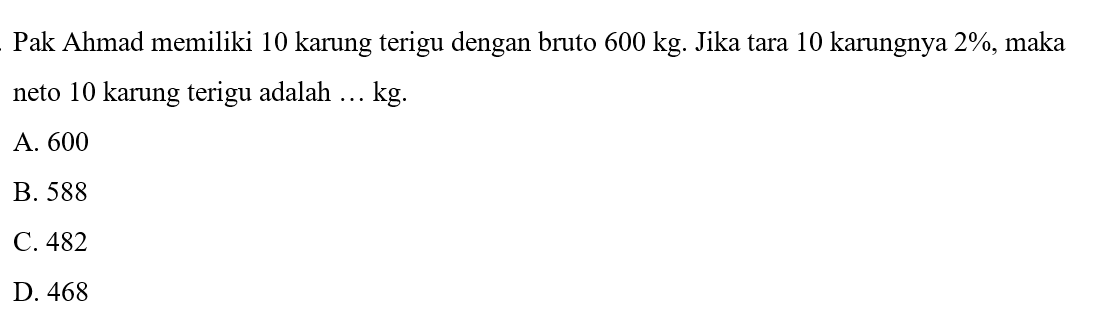 . Pak Ahmad memiliki 10 karung terigu dengan bruto 600 kg. Jika tara 10 karungnya 2%, maka
neto 10 karung terigu adalah … kg.
A. 600
B. 588
C. 482
D. 468